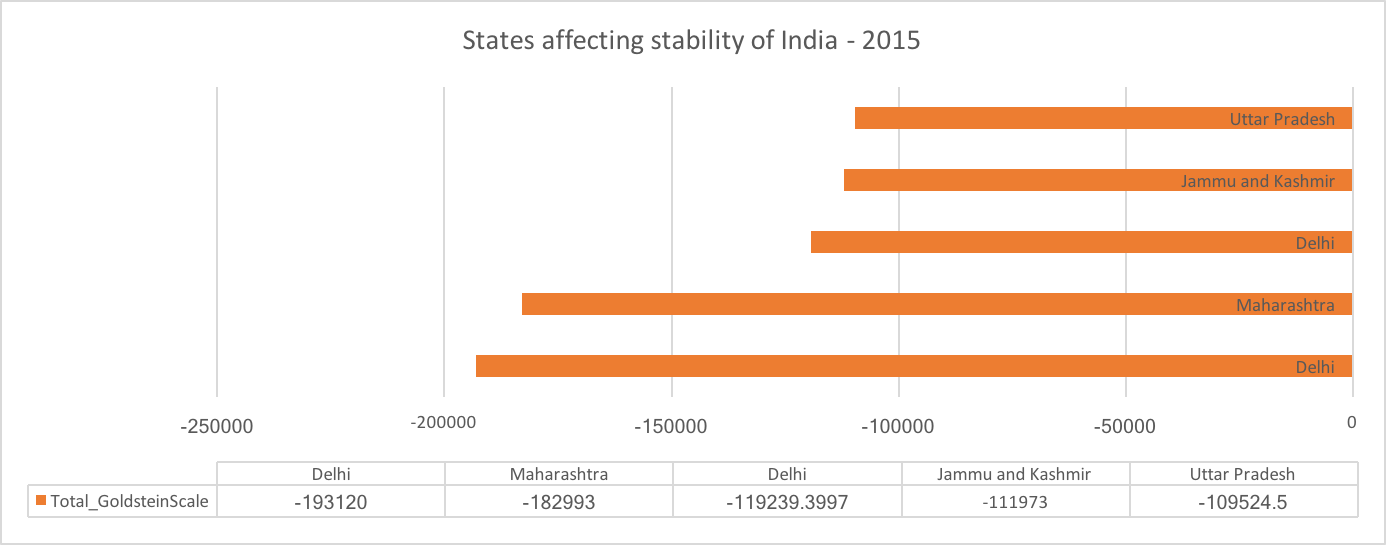 States affecting stability of India - 2015
Uttar Pradesh
Jammu and Kashmir
Delhi
Maharashtra
Delhi
-250000 -200000 -150000 -100000 -50000 0
Delhi Maharashtra Delhi Jammu and Kashmir Uttar Pradesh
Total_GoldsteinScale -193120 -182993 -119239.3997 -111973 -109524.5